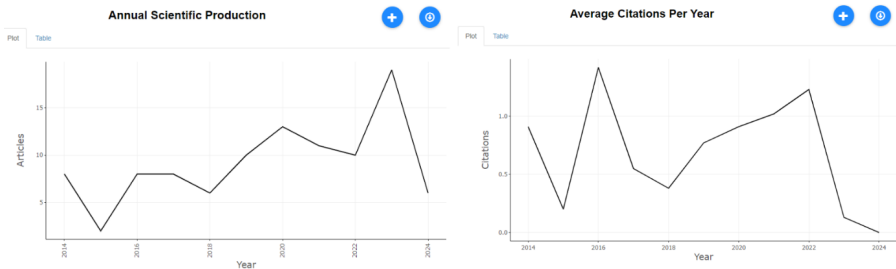 Annual Scientific Production
Plot Table
15
10
5
Articles
2014 2016 2018 2020 2022 2024
Year
Average Citations Per Year
Plot Table
1.0
0.5
0.0
Citations
2014 2016 2018 2020 2022 2024
Year